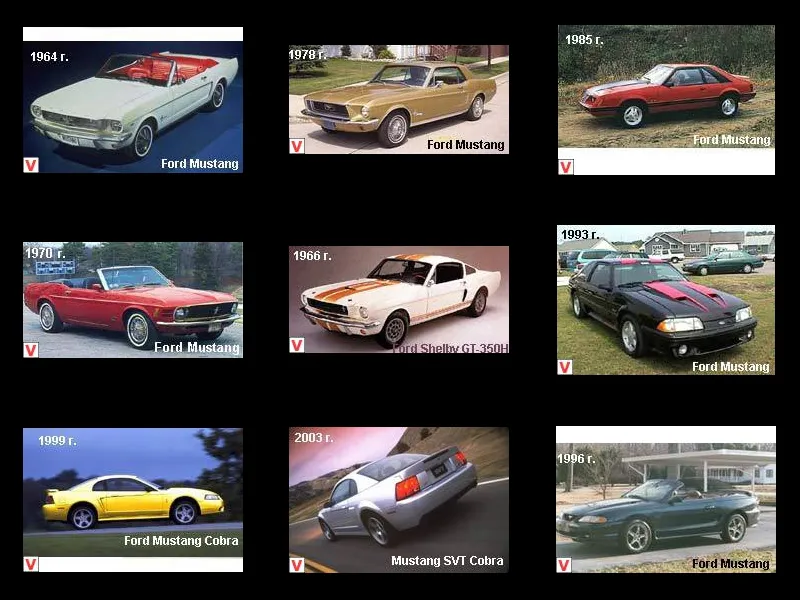 1964 г.
Ford Mustang
V
1978 г.
Ford Mustang
V
1985 г.
Ford Mustang
V
1970 г.
Ford Mustang
V
1966 г.
Ford Shelby GT-350H
V
1993 г.
Ford Mustang
V
1999 г.
Ford Mustang Cobra
V
2003 г.
Mustang SVT Cobra
V
1996 г.
Ford Mustang
V